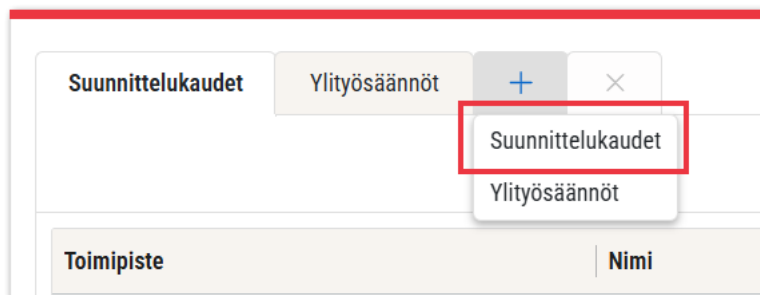 Suunnittelukaudet Ylityösäännöt + ×
Suunnittelukaudet
Ylityösäännöt
Toimipiste Nimi